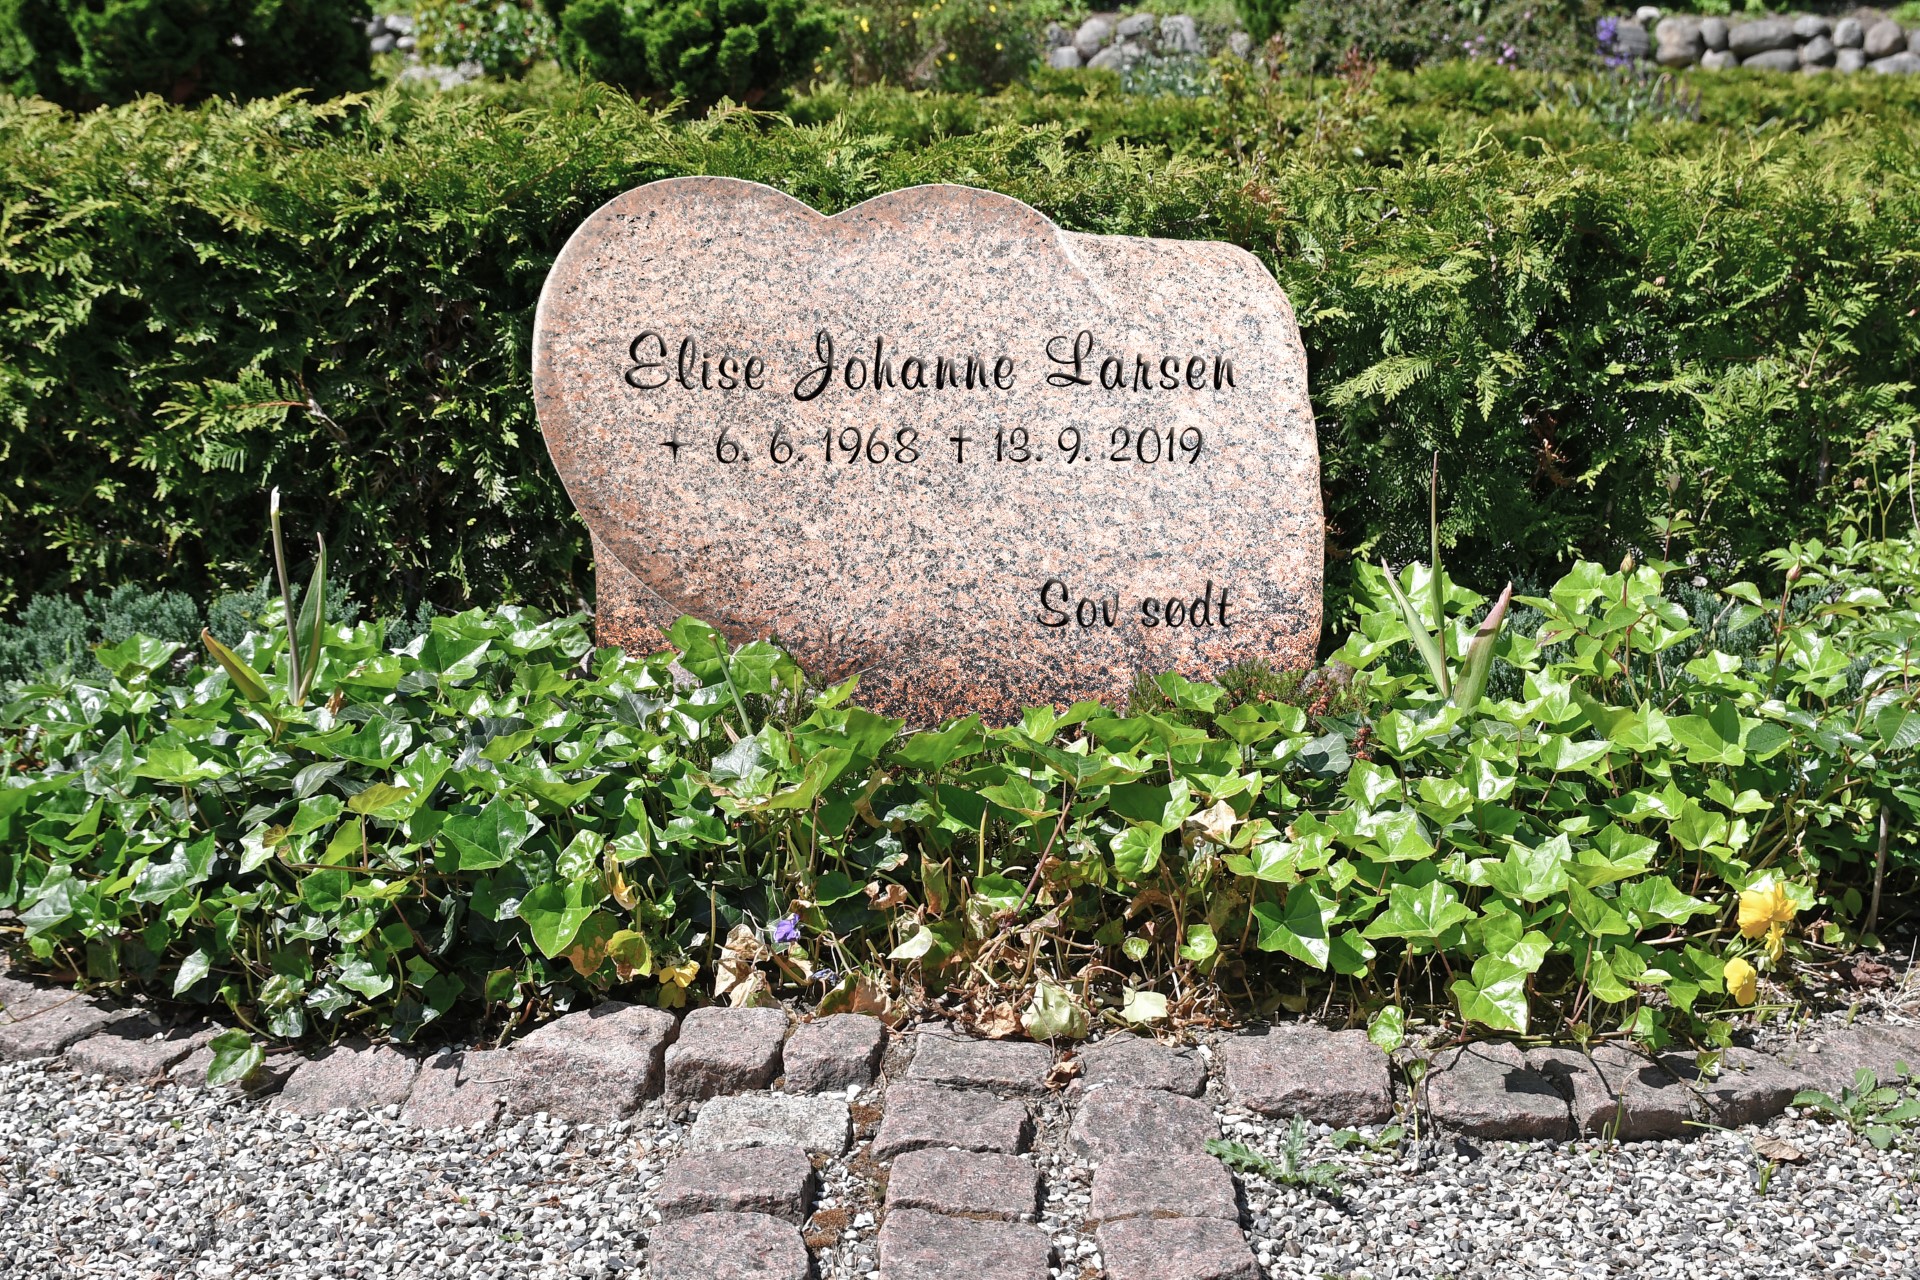 Elise Johanne Larsen
✦ 6. 6. 1968 ✝ 13. 9. 2019
Sov sødt